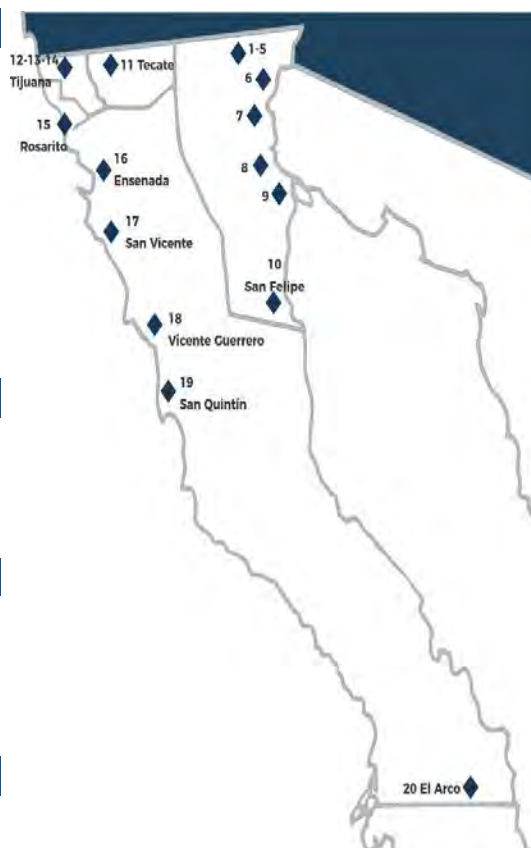 1-5
12-13-14
Tijuana
11 Tecate
6
7
15
Rosarito
16
Ensenada
8
9
17
San Vicente
10
San Felipe
18
Vicente Guerrero
19
San Quintín
20 El Arco